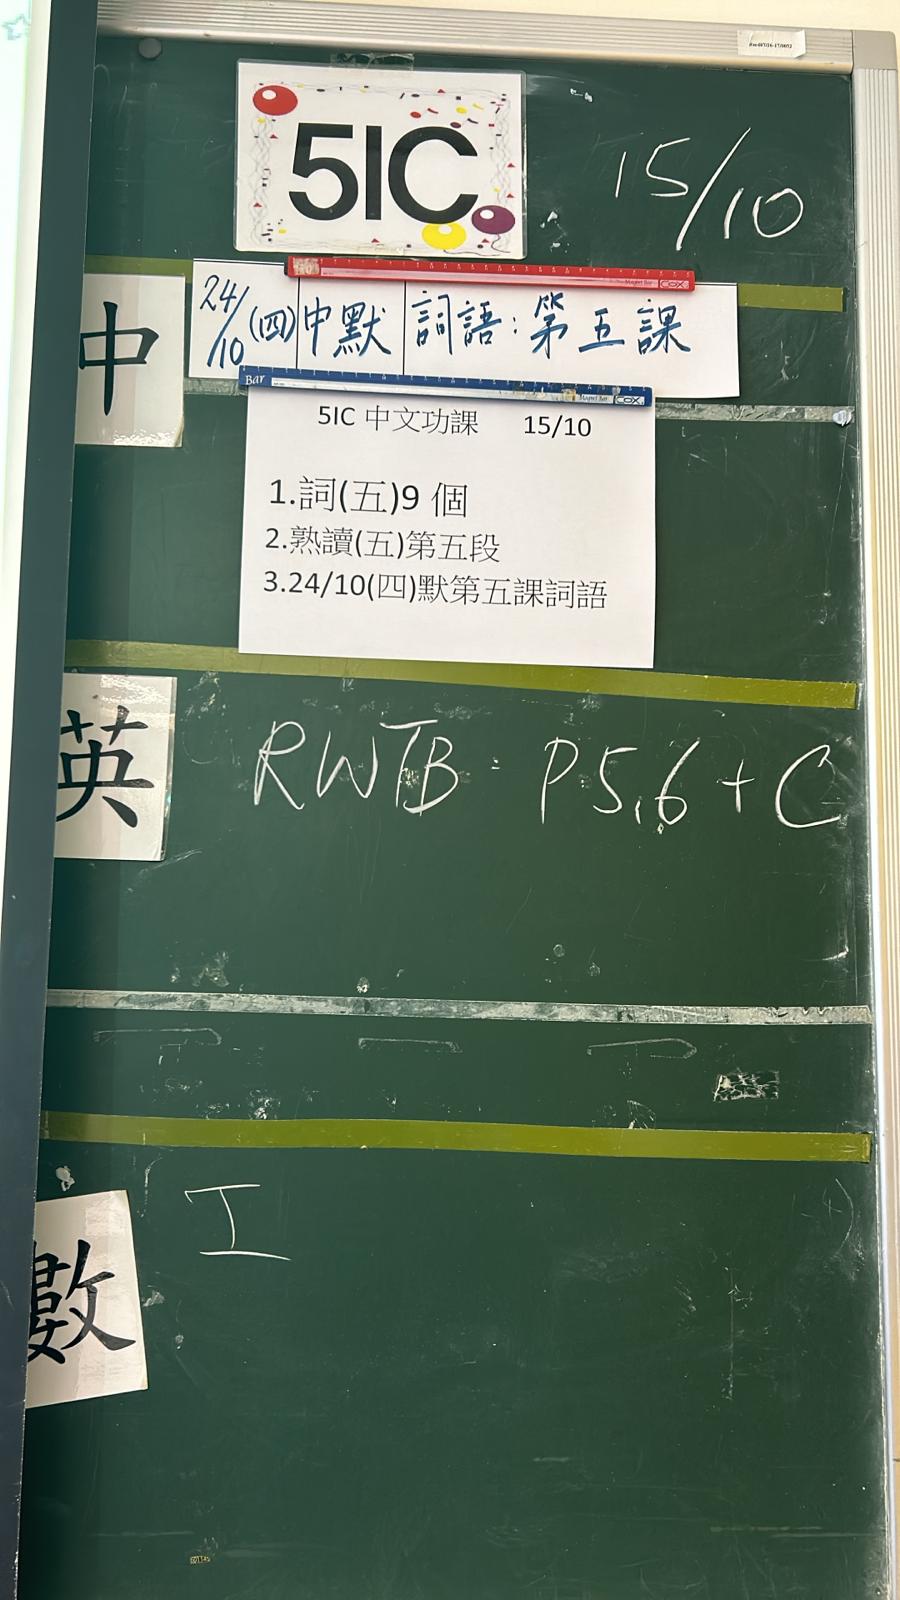 5IC
15/10
中
24/10(四) 中默 詞語:第五課
5IC 中文功課 15/10
1.詞(五)9 個
2.熟讀(五)第五段
3.24/10(四)默第五課詞語
英
RWTB · P5,6 + C
數
工